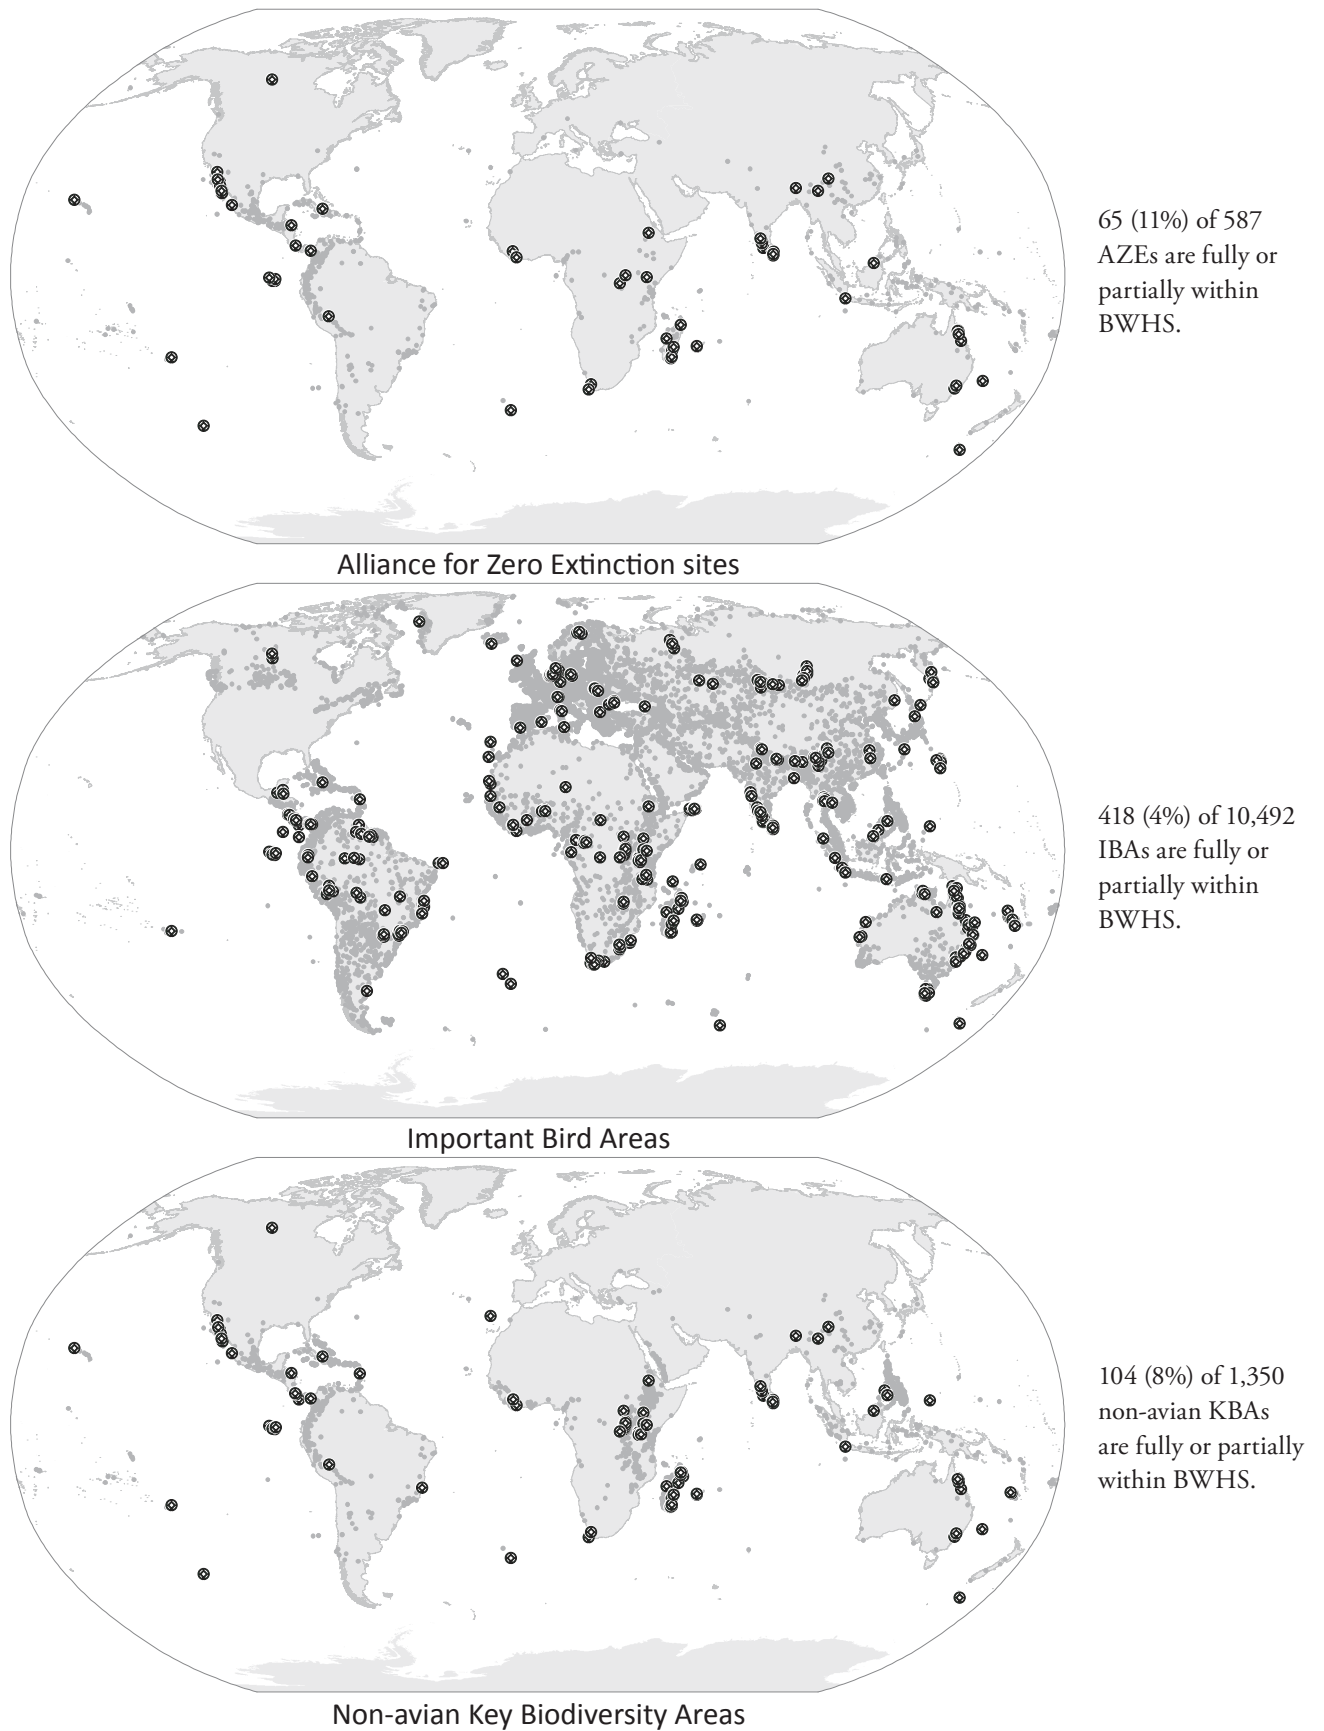 65 (11%) of 587
AZEs are fully or
partially within
BWHS.
Alliance for Zero Extinction sites
418 (4%) of 10,492
IBAs are fully or
partially within
BWHS.
Important Bird Areas
104 (8%) of 1,350
non-avian KBAs
are fully or partially
within BWHS.
Non-avian Key Biodiversity Areas